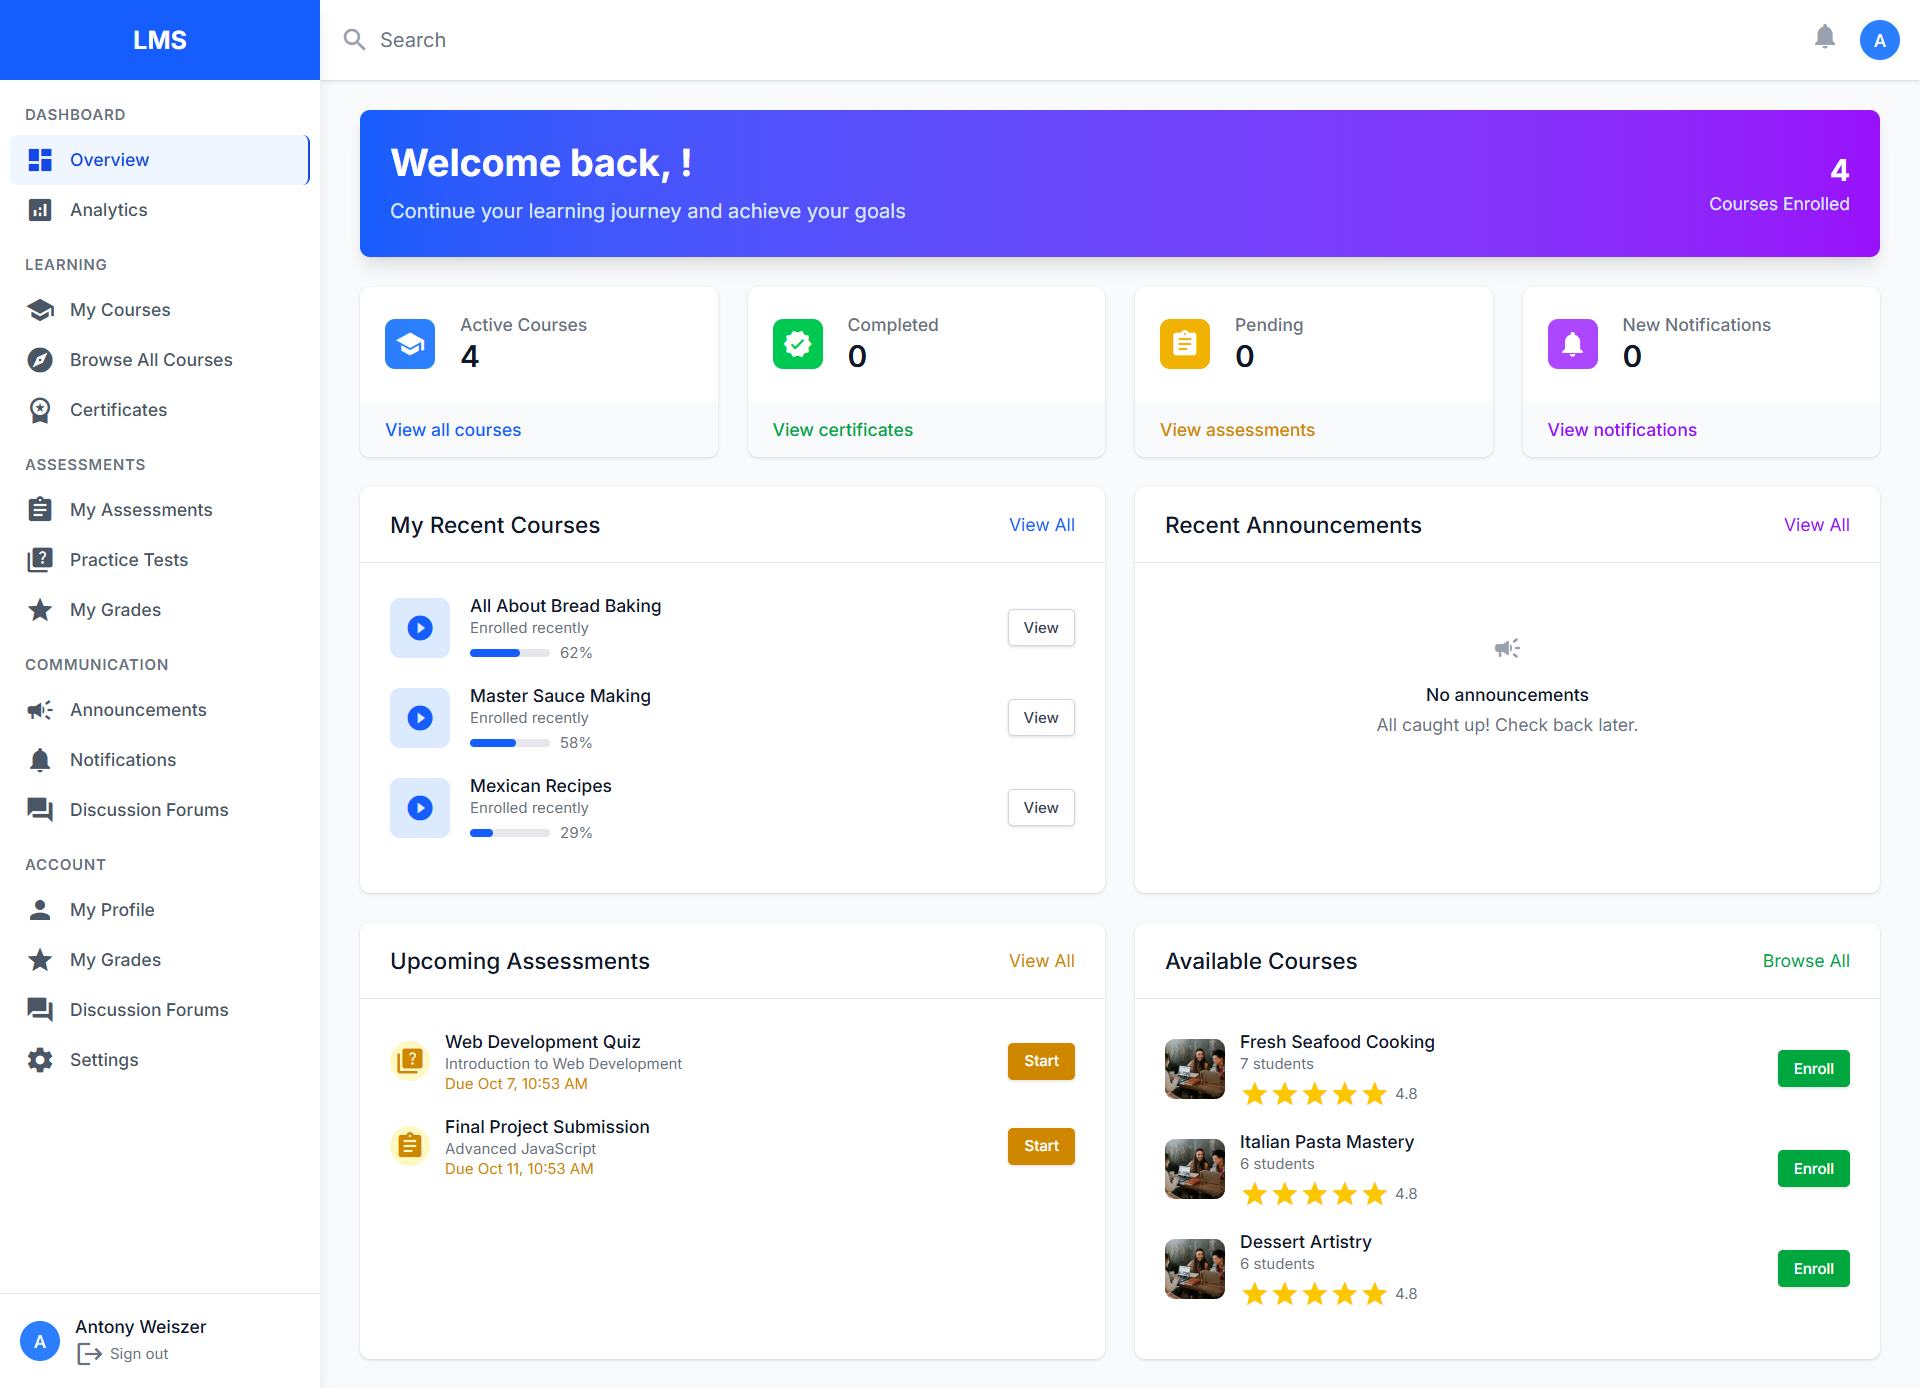 LMS
Search
A
DASHBOARD
Overview
Analytics
LEARNING
My Courses
Browse All Courses
Certificates
ASSESSMENTS
My Assessments
Practice Tests
My Grades
COMMUNICATION
Announcements
Notifications
Discussion Forums
ACCOUNT
My Profile
My Grades
Discussion Forums
Settings
A
Antony Weiszer
Sign out
Welcome back, !
Continue your learning journey and achieve your goals
4
Courses Enrolled
Active Courses
4
View all courses
Completed
0
View certificates
Pending
0
View assessments
New Notifications
0
View notifications
My Recent Courses
View All
All About Bread Baking
Enrolled recently
62%
View
Master Sauce Making
Enrolled recently
58%
View
Mexican Recipes
Enrolled recently
29%
View
Recent Announcements
View All
No announcements
All caught up! Check back later.
Upcoming Assessments
View All
Web Development Quiz
Introduction to Web Development
Due Oct 7, 10:53 AM
Start
Final Project Submission
Advanced JavaScript
Due Oct 11, 10:53 AM
Start
Available Courses
Browse All
Fresh Seafood Cooking
7 students
4.8
Enroll
Italian Pasta Mastery
6 students
4.8
Enroll
Dessert Artistry
6 students
4.8
Enroll